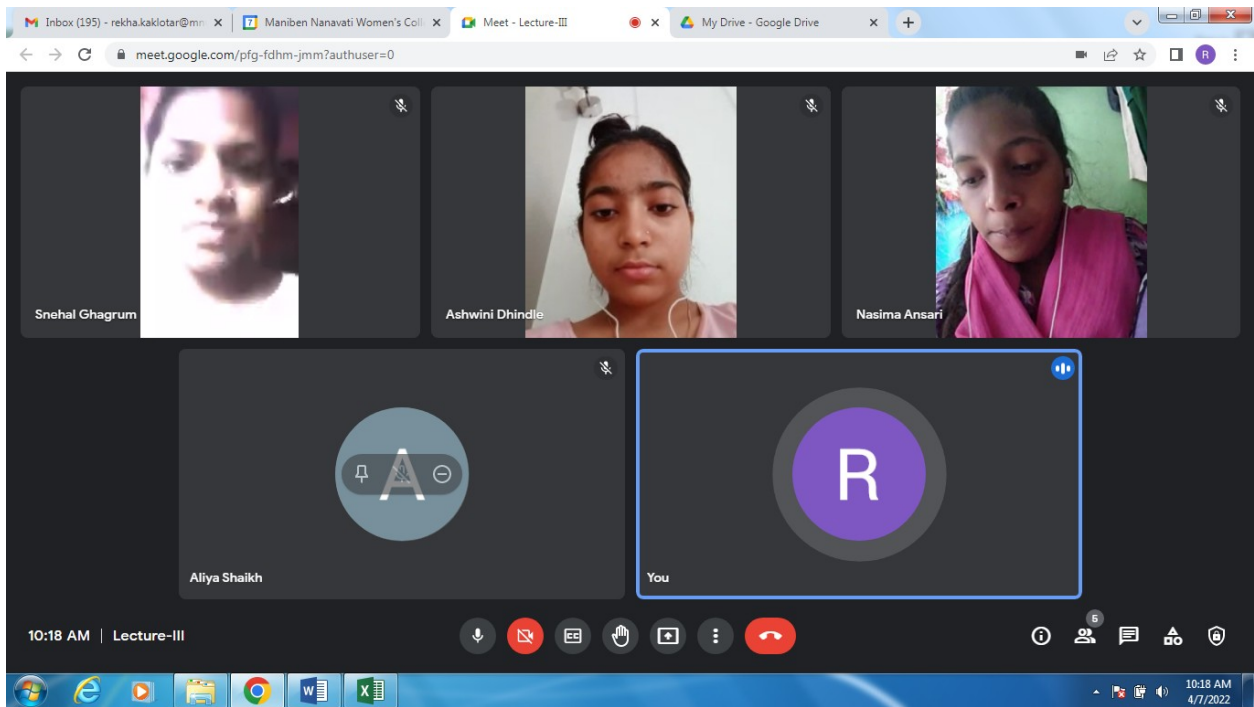 Inbox (195) - rekha.kaklotar@mn
Maniben Nanavati Women's Coll
Meet - Lecture-III
My Drive - Google Drive
meet.google.com/pfg-fdhm-jmm?authuser=0
R
Snehal Ghagrum
Ashwini Dhindle
Nasima Ansari
A
R
Aliya Shaikh
You
10:18 AM | Lecture-III
CC
5
10:18 AM
4/7/2022